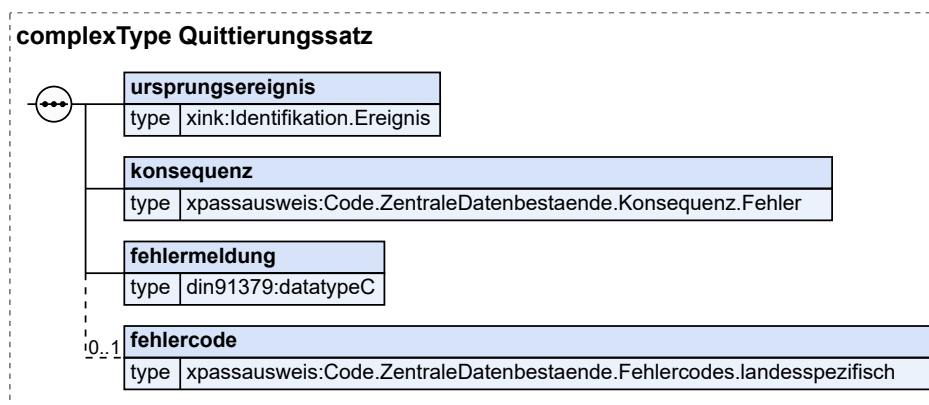 complexType Quittierungssatz
ursprungsereignis
type xink:Identifikation.Ereignis
konsequenz
type xpassausweis:Code.ZentraleDatenbestaende.Konsequenz.Fehler
fehlermeldung
type din91379:datatypeC
0..1 fehlercode
type xpassausweis:Code.ZentraleDatenbestaende.Fehlercodes.landesspezifisch